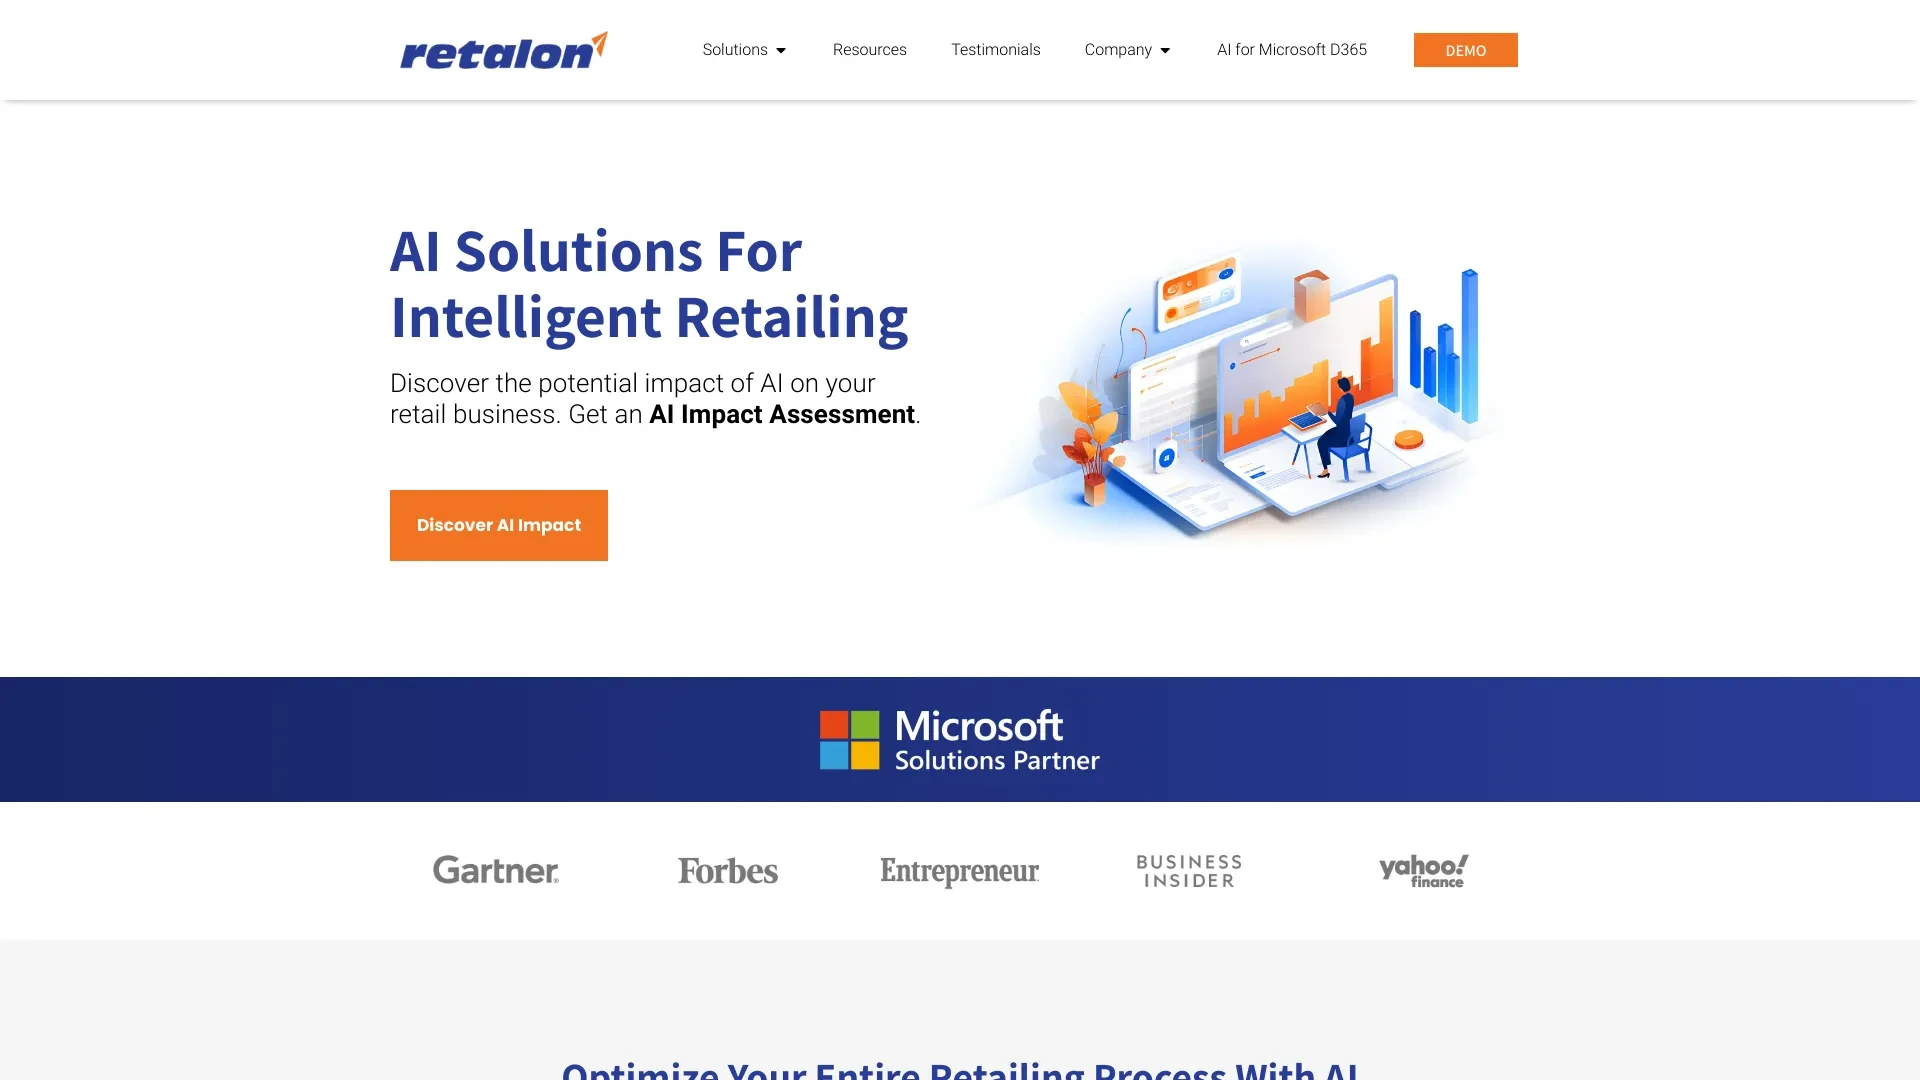 retalon
Solutions
Resources
Testimonials
Company
AI for Microsoft D365
DEMO
AI Solutions For
Intelligent Retailing
Discover the potential impact of AI on your
retail business. Get an AI Impact Assessment.
Discover AI Impact
Microsoft
Solutions Partner
Gartner®
Forbes
Entrepreneur
BUSINESS
INSIDER
yahoo!
finance
Optimize Your Entire Retailing Process With AI